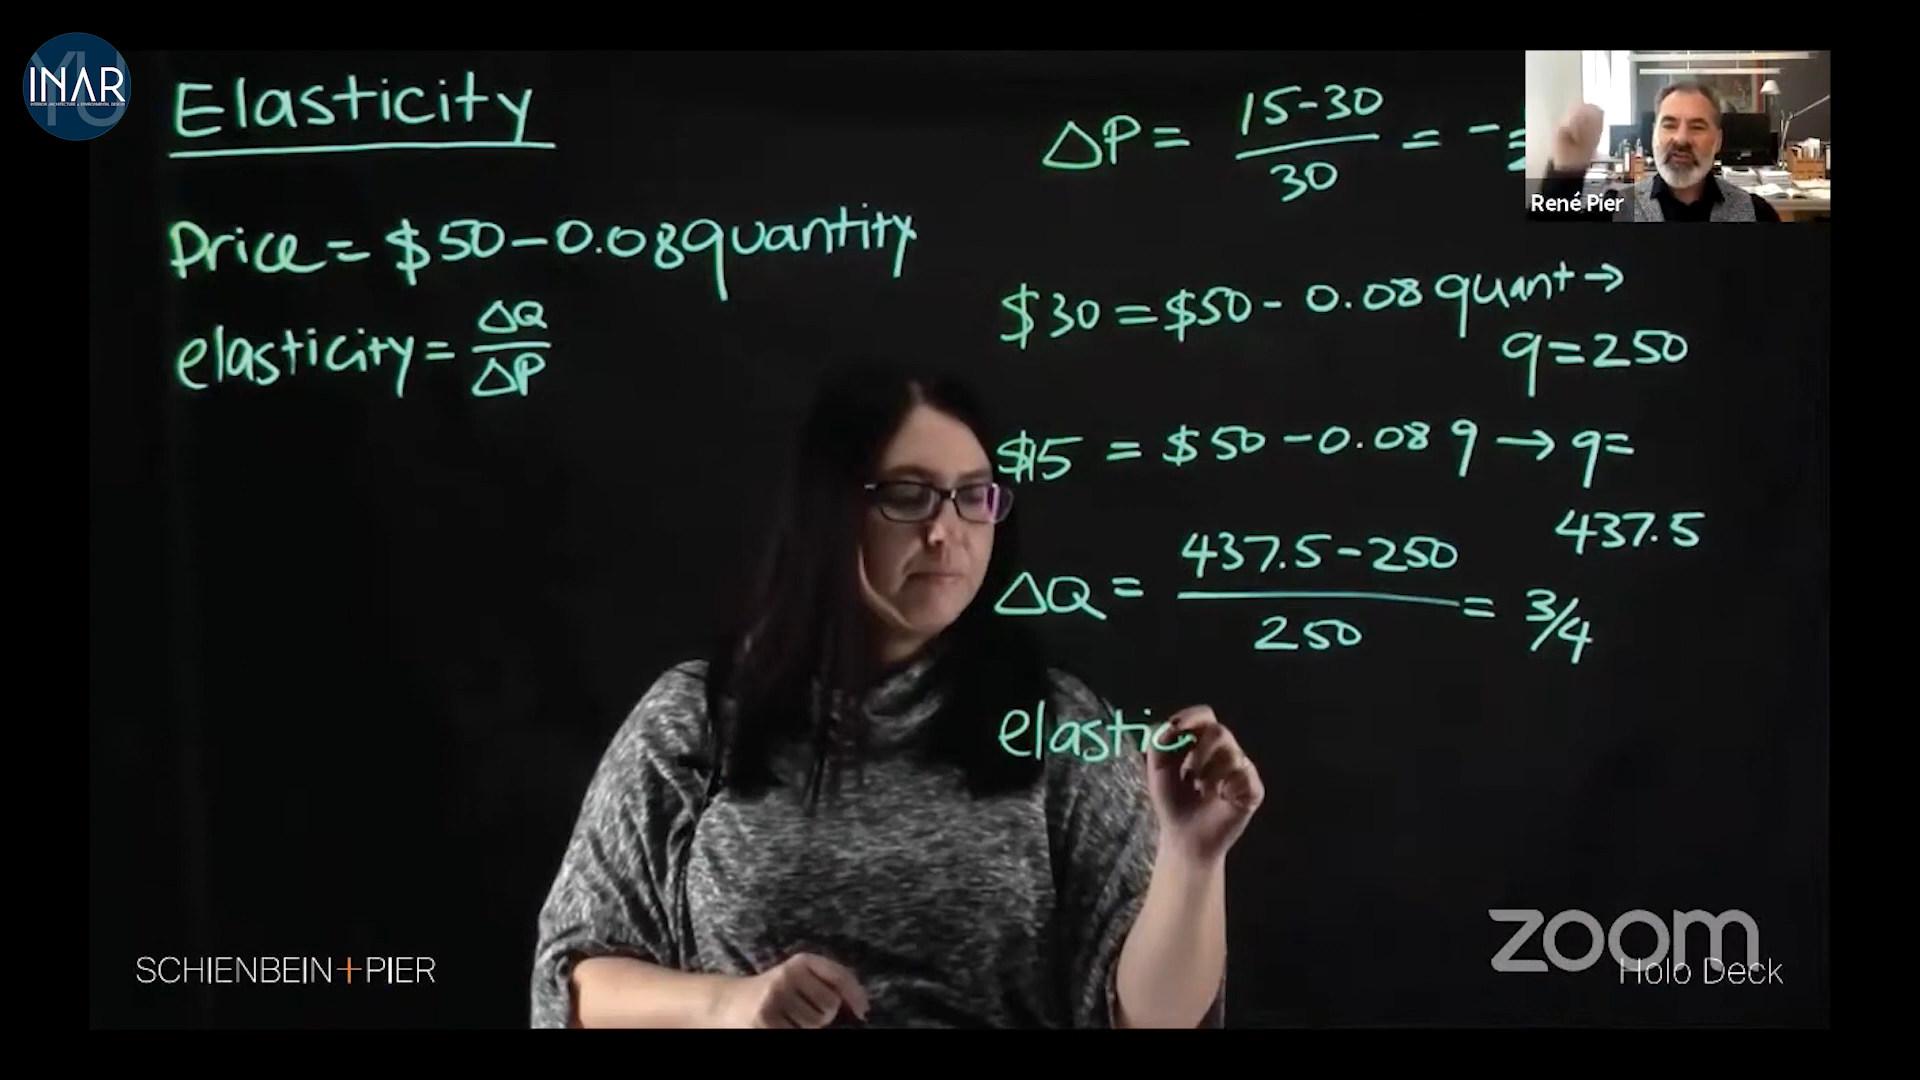 INAR
Elasticity
Price = $50 - 0.08 quantity
elasticity = ΔQ
ΔP
ΔP = 15-30
30
= -
René Pier
$30 = $50 - 0.08 quant →
q = 250
$15 = $50 - 0.08 q → q =
437.5
ΔQ = 437.5-250
250
= 3/4
elastic
SCHIENBEIN+PIER
zoom
Holo Deck